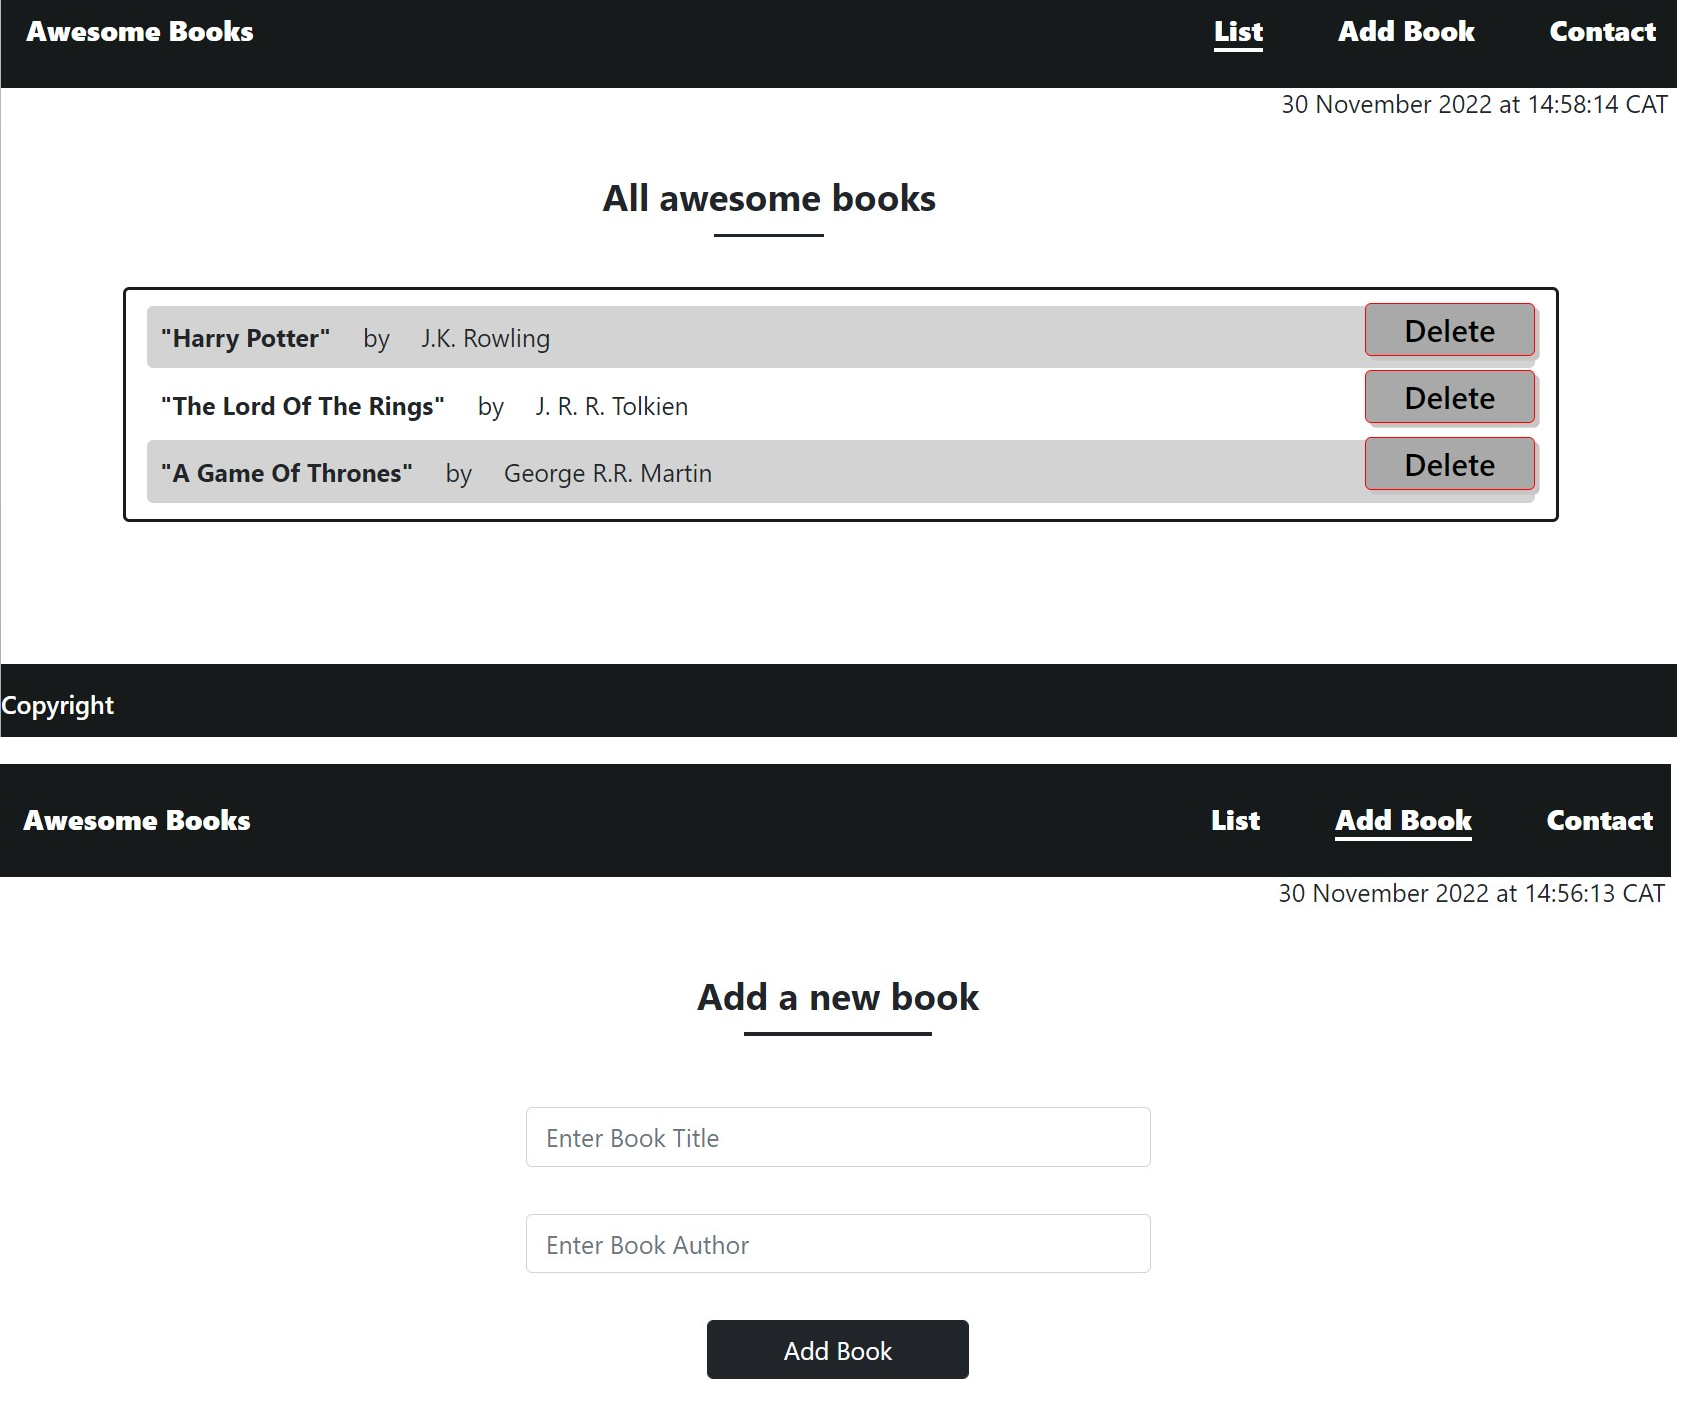 Awesome Books List Add Book Contact
30 November 2022 at 14:58:14 CAT
All awesome books
"Harry Potter" by J.K. Rowling Delete
"The Lord Of The Rings" by J. R. R. Tolkien Delete
"A Game Of Thrones" by George R.R. Martin Delete
Copyright
Awesome Books List Add Book Contact
30 November 2022 at 14:56:13 CAT
Add a new book
Enter Book Title
Enter Book Author
Add Book